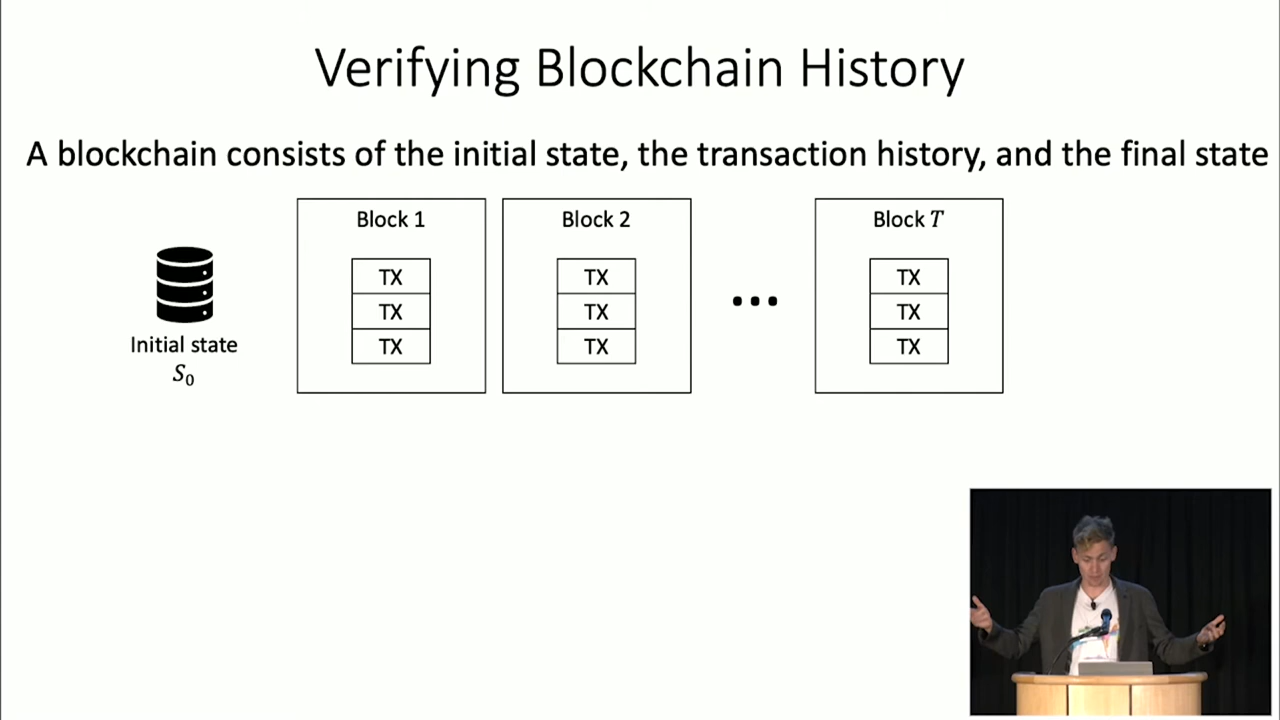 Verifying Blockchain History
A blockchain consists of the initial state, the transaction history, and the final state
Block 1
TX
TX
TX
Block 2
TX
TX
TX
...
Block T
TX
TX
TX
Initial state
S₀